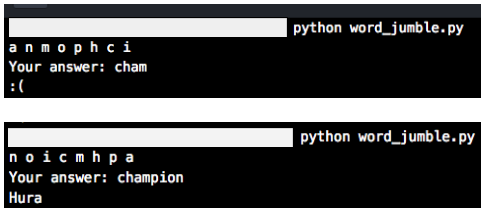 python word_jumble.py
a n m o p h c i
Your answer: cham
:(
python word_jumble.py
n o i c m h p a
Your answer: champion
Hura